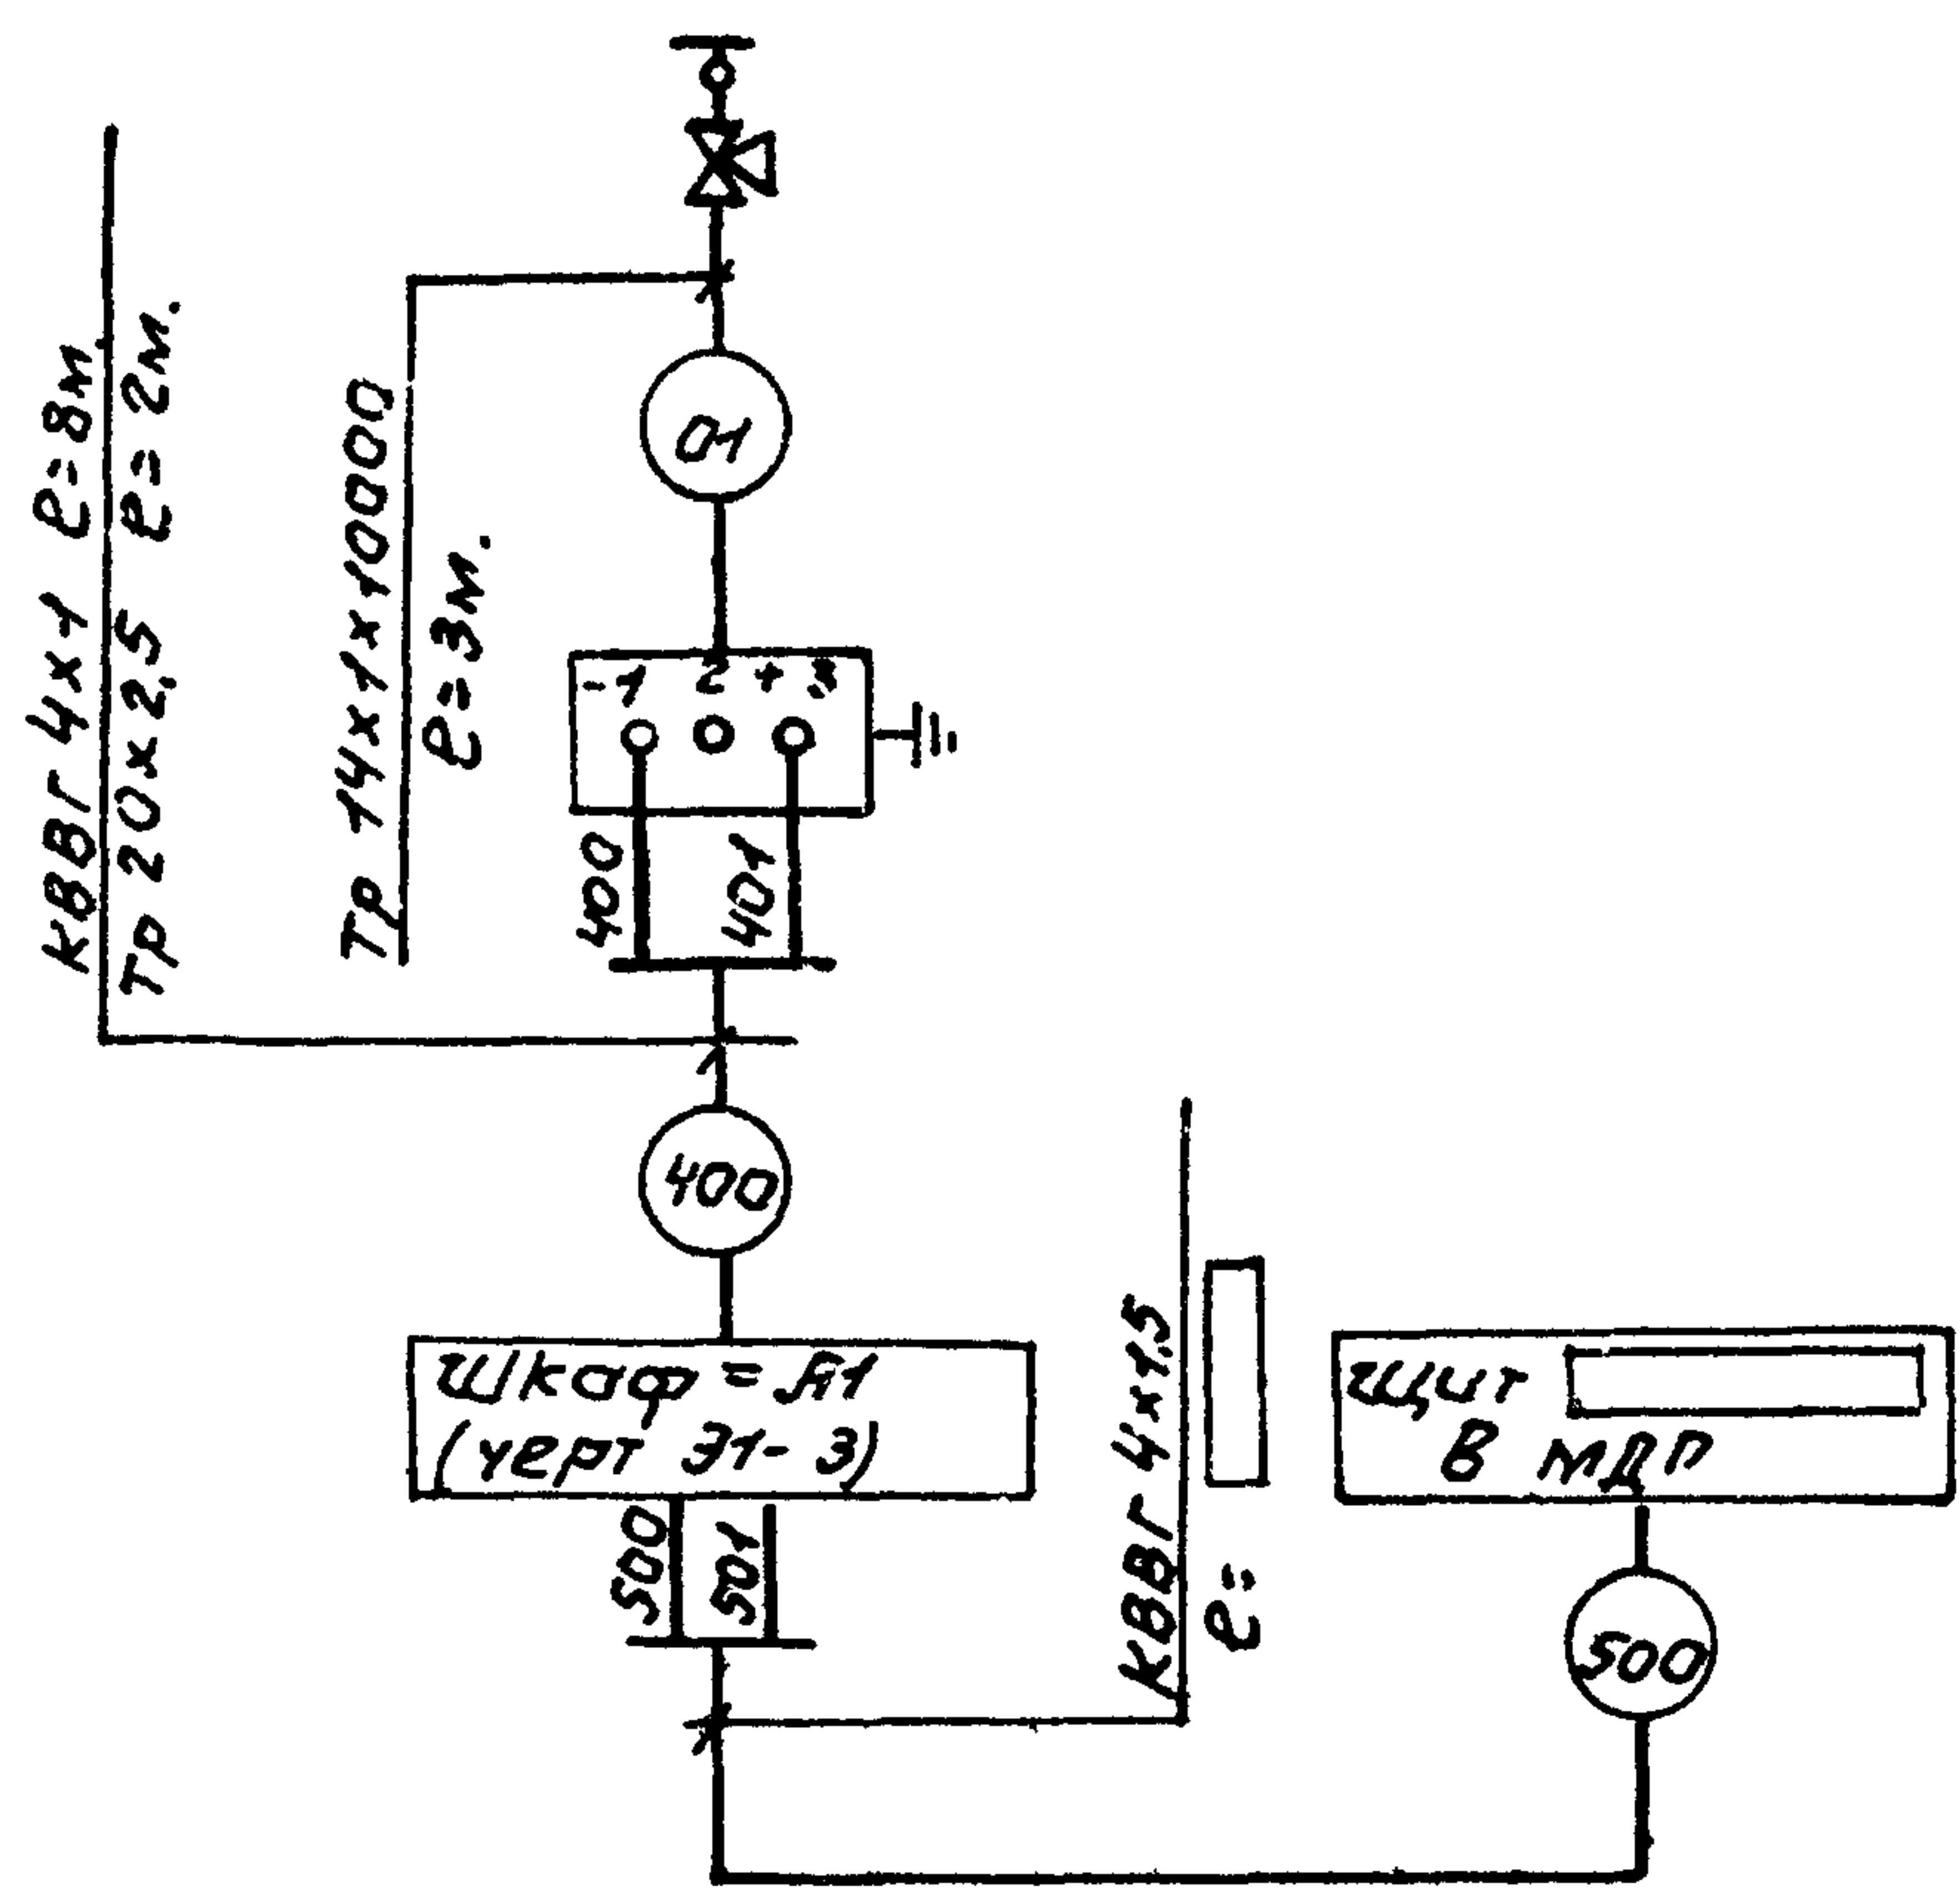 КВВГ 4х1 ℓ=8м
Тр 20х2,5 ℓ=2м.
Тр 14х1х10000
ℓ=3м.
01
-1 2 +3
400
401
400
Шкаф = А1
(черт Э1-3)
500
501
КВВГ 4х1.5
ℓ=
Щит
в МДП
500